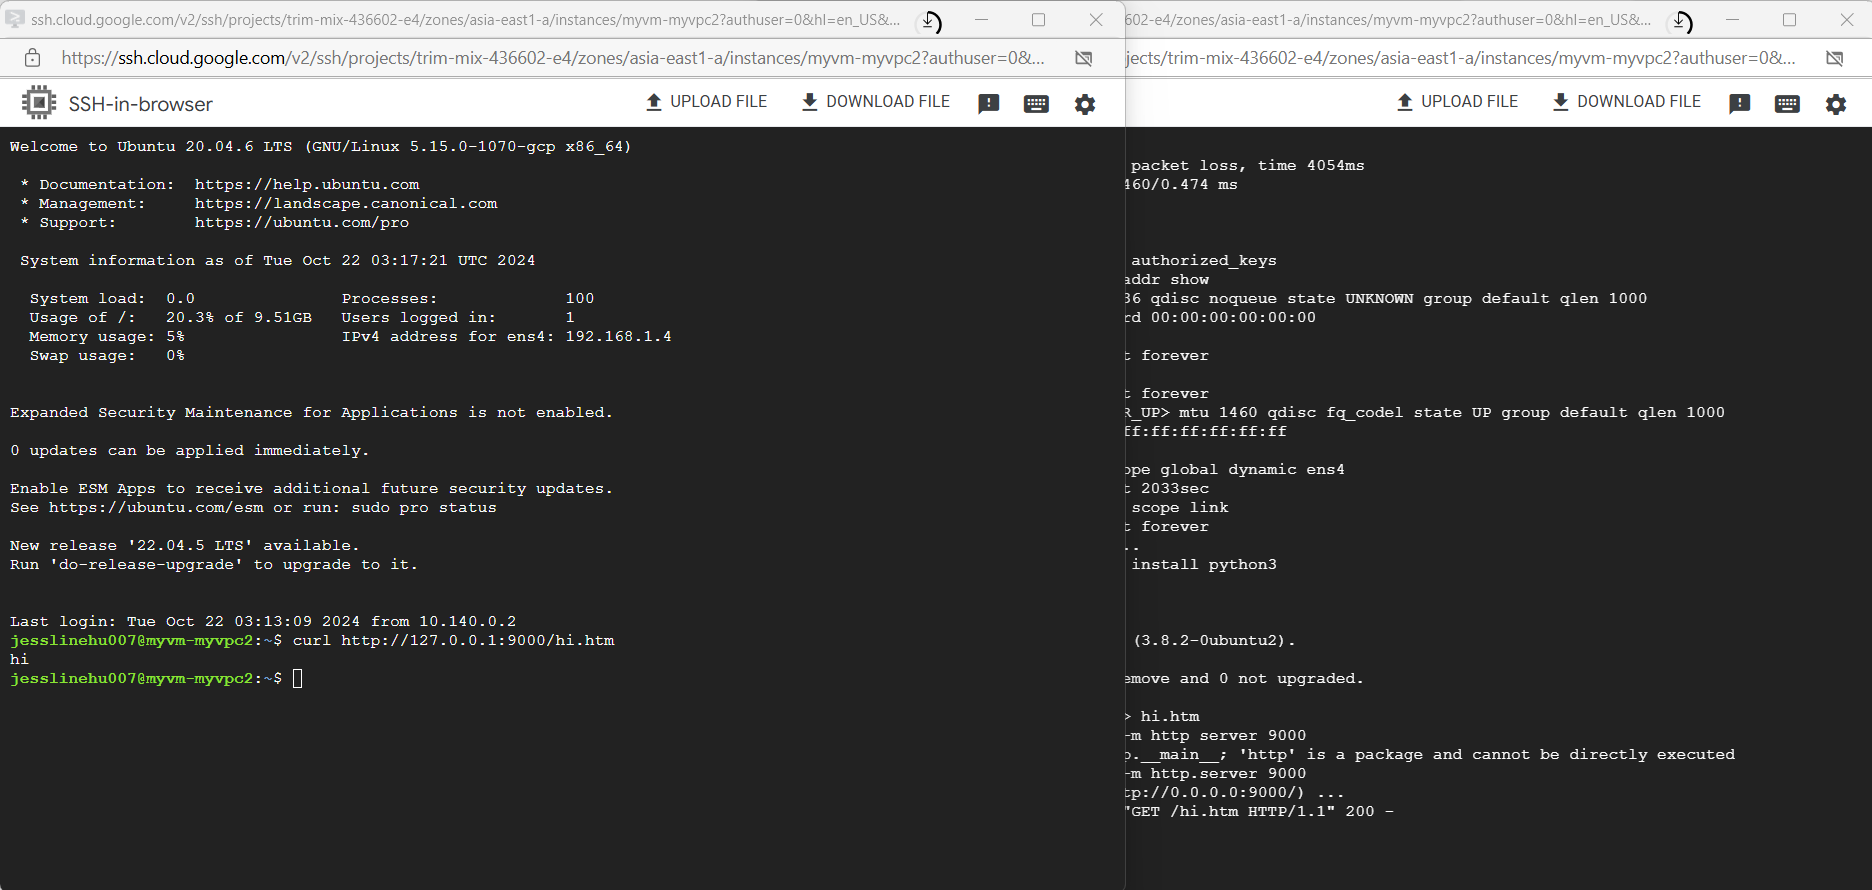 ssh.cloud.google.com/v2/ssh/projects/trim-mix-436602-e4/zones/asia-east1-a/instances/myvm-myvpc2?authuser=0&hl=en_US&...
https://ssh.cloud.google.com/v2/ssh/projects/trim-mix-436602-e4/zones/asia-east1-a/instances/myvm-myvpc2?authuser=0&...
SSH-in-browser
UPLOAD FILE
DOWNLOAD FILE
Welcome to Ubuntu 20.04.6 LTS (GNU/Linux 5.15.0-1070-gcp x86_64)
* Documentation:  https://help.ubuntu.com
* Management:     https://landscape.canonical.com
* Support:        https://ubuntu.com/pro
System information as of Tue Oct 22 03:17:21 UTC 2024
System load:  0.0               Processes:             100
Usage of /:   20.3% of 9.51GB   Users logged in:       1
Memory usage: 5%                IPv4 address for ens4: 192.168.1.4
Swap usage:   0%
Expanded Security Maintenance for Applications is not enabled.
0 updates can be applied immediately.
Enable ESM Apps to receive additional future security updates.
See https://ubuntu.com/esm or run: sudo pro status
New release '22.04.5 LTS' available.
Run 'do-release-upgrade' to upgrade to it.
Last login: Tue Oct 22 03:13:09 2024 from 10.140.0.2
jesslinehu007@myvm-myvpc2:~$ curl http://127.0.0.1:9000/hi.htm
hi
jesslinehu007@myvm-myvpc2:~$
602-e4/zones/asia-east1-a/instances/myvm-myvpc2?authuser=0&hl=en_US&...
jects/trim-mix-436602-e4/zones/asia-east1-a/instances/myvm-myvpc2?authuser=0&...
UPLOAD FILE
DOWNLOAD FILE
packet loss, time 4054ms
460/0.474 ms
authorized_keys
addr show
36 qdisc noqueue state UNKNOWN group default qlen 1000
rd 00:00:00:00:00:00
t forever
t forever
R_UP> mtu 1460 qdisc fq_codel state UP group default qlen 1000
ff:ff:ff:ff:ff:ff
ope global dynamic ens4
t 2033sec
scope link
t forever
..
install python3
(3.8.2-0ubuntu2).
emove and 0 not upgraded.
> hi.htm
-m http server 9000
p.__main__; 'http' is a package and cannot be directly executed
-m http.server 9000
tp://0.0.0.0:9000/) ...
"GET /hi.htm HTTP/1.1" 200 -